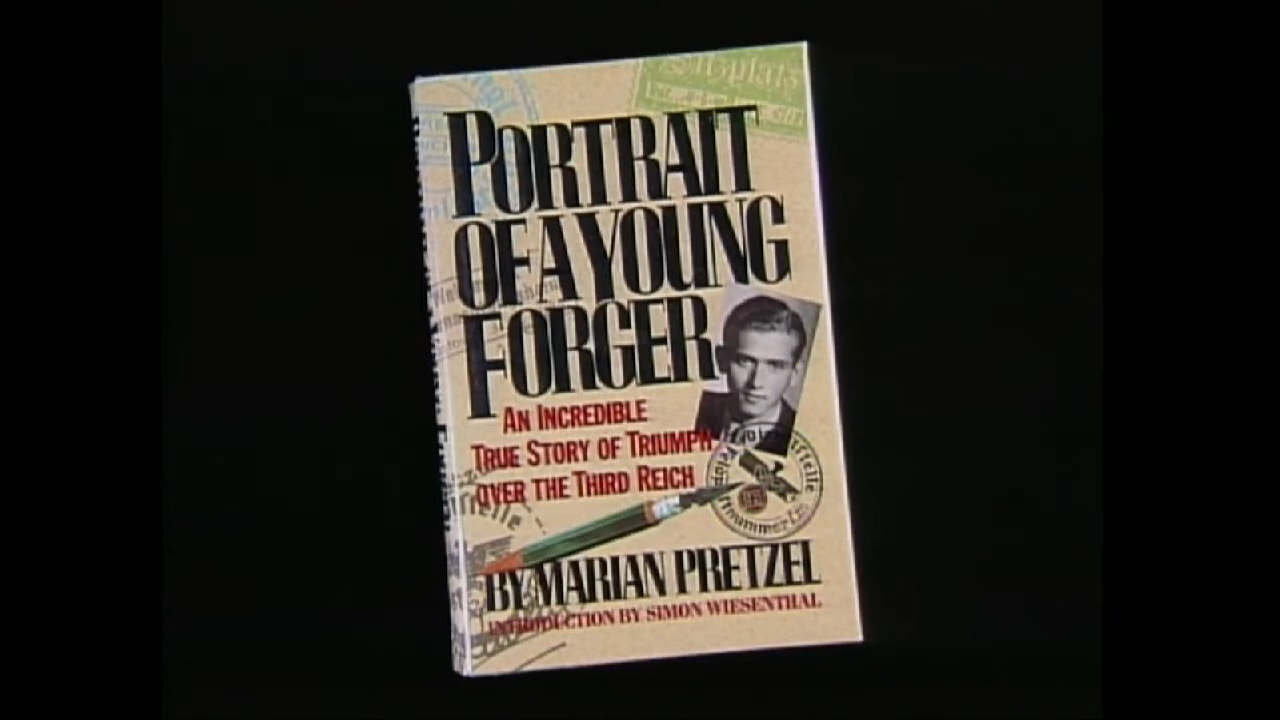 PORTRAIT
OF A YOUNG
FORGER
AN INCREDIBLE
TRUE STORY OF TRIUMPH
OVER THE THIRD REICH
BY MARIAN PRETZEL
INTRODUCTION BY SIMON WIESENTHAL